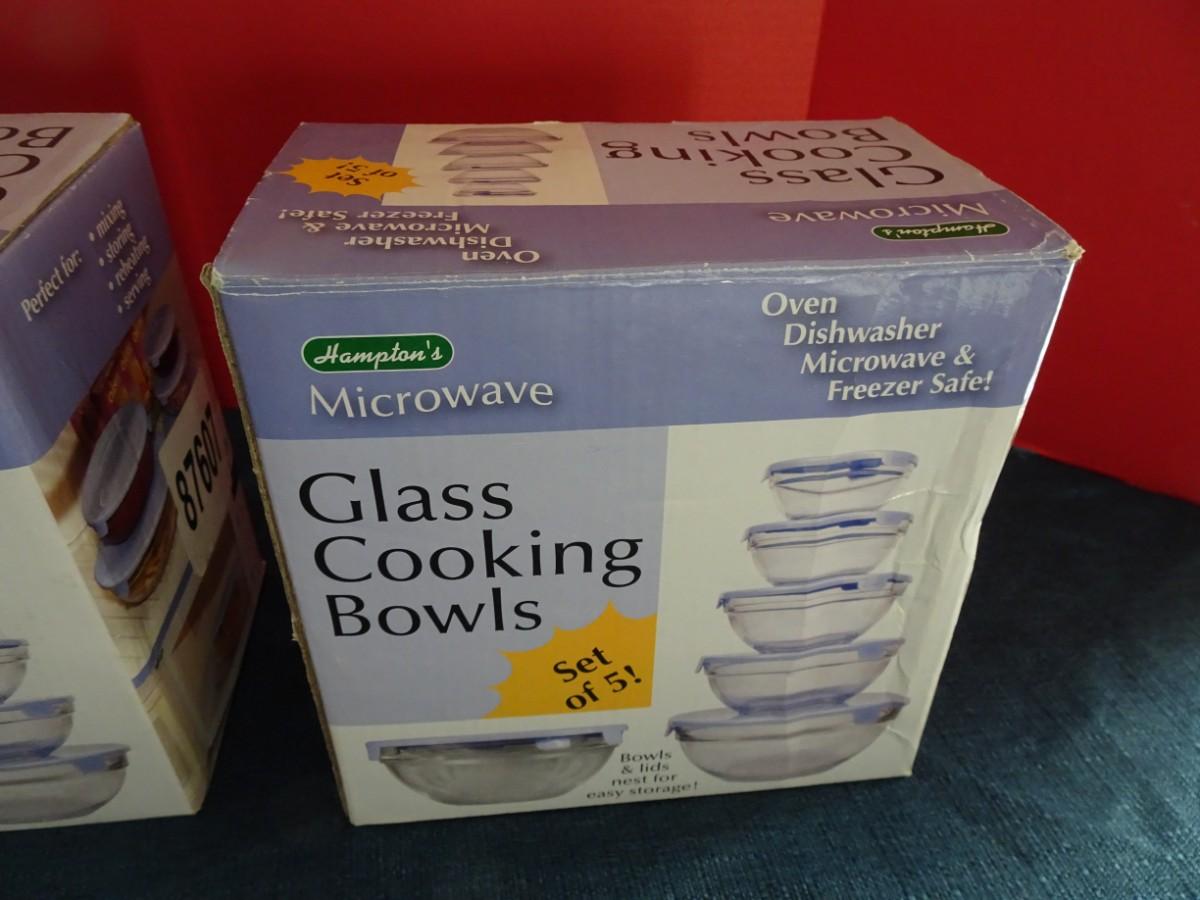 Bo
C
Perfect for:
• mixing
• storing
• reheating
• serving
87607
Glass
Cooking
Bowls
Set
of 5!
Hampton's
Microwave
Oven
Dishwasher
Microwave &
Freezer Safe!
Hampton's
Microwave
Oven
Dishwasher
Microwave &
Freezer Safe!
Glass
Cooking
Bowls
Set
of 5!
Bowls
& lids
nest for
easy storage!